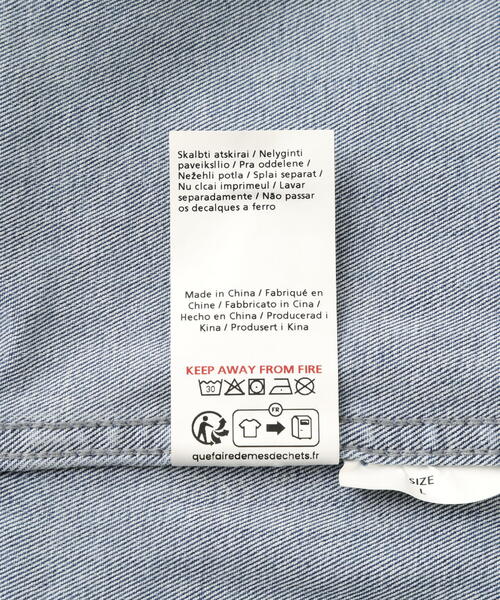 Skalbti atskirai / Nelyginti
paveiksllio / Pra oddelene /
Nežehli potla / Splai separat /
Nu clcai imprimeul / Lavar
separadamente / Não passar
os decalques a ferro
Made in China / Fabriqué en
Chine / Fabbricato in Cina /
Hecho en China / Producerad i
Kina / Produsert i Kina
KEEP AWAY FROM FIRE
30
FR
quefairedemesdechets.fr
SIZE
L